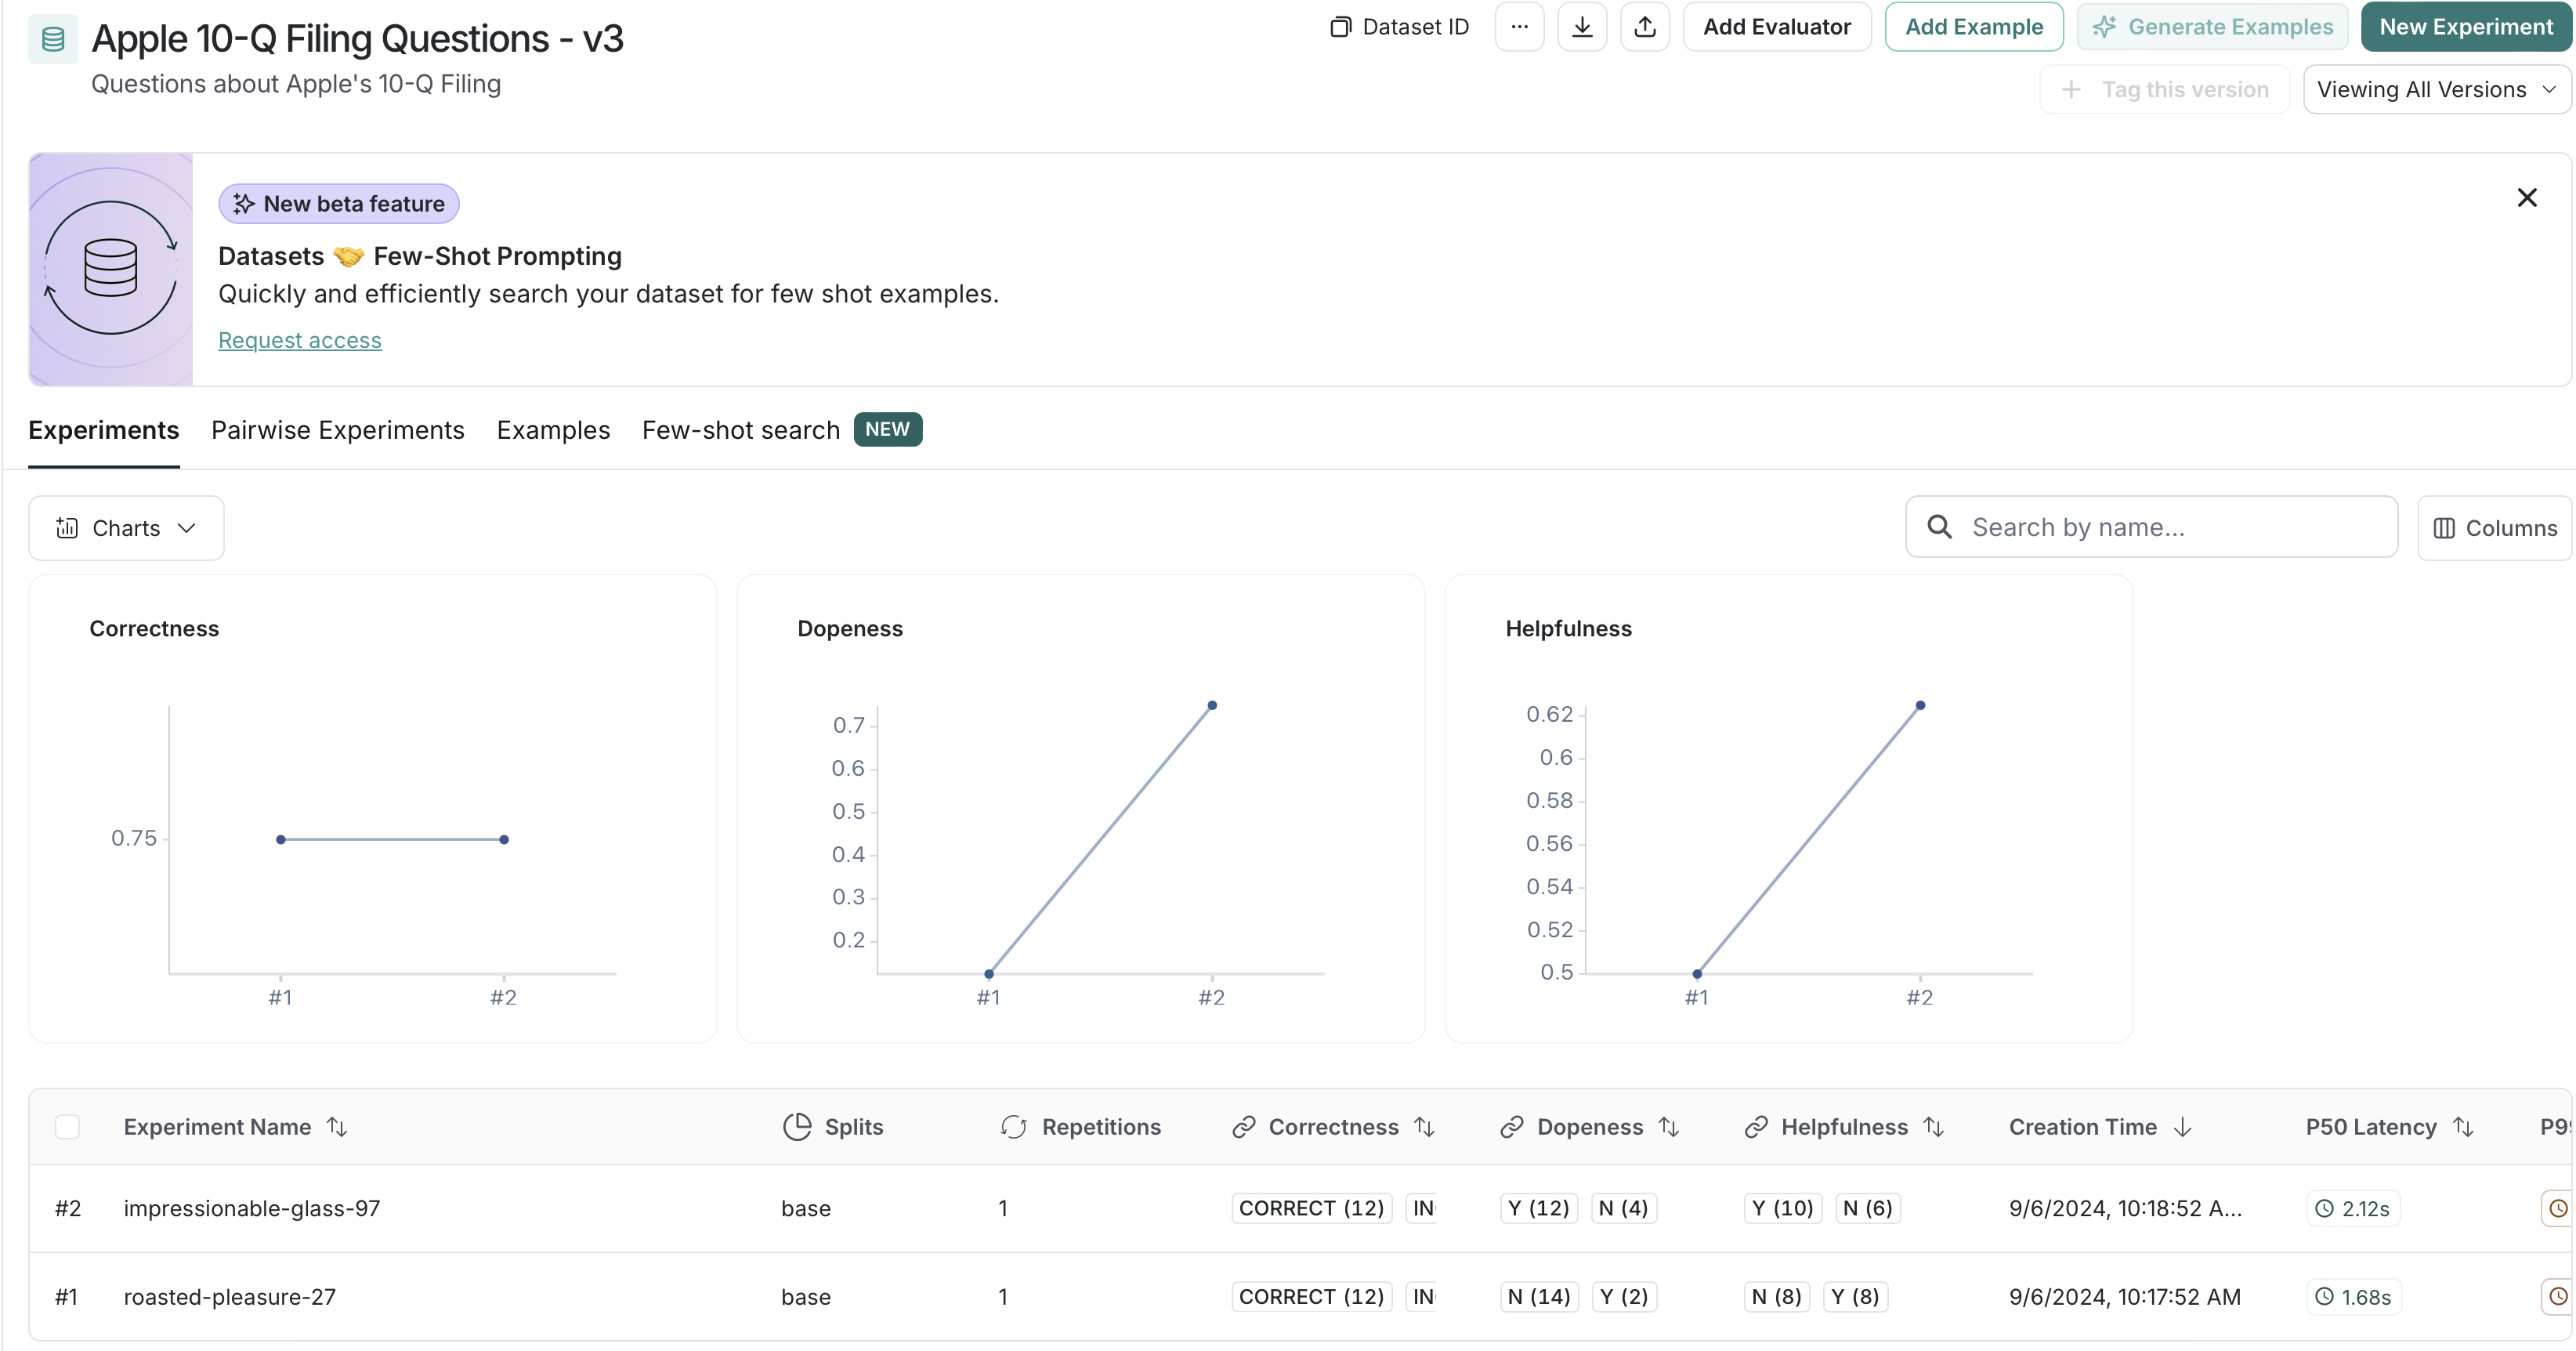 Apple 10-Q Filing Questions - v3
Questions about Apple's 10-Q Filing
Dataset ID
Add Evaluator
Add Example
Generate Examples
New Experiment
Tag this version
Viewing All Versions
New beta feature
Datasets 🤝 Few-Shot Prompting
Quickly and efficiently search your dataset for few shot examples.
Request access
Experiments Pairwise Experiments Examples Few-shot search NEW
Charts
Search by name...
Columns
Correctness
0.75
#1 #2
Dopeness
0.7
0.6
0.5
0.4
0.3
0.2
#1 #2
Helpfulness
0.62
0.6
0.58
0.56
0.54
0.52
0.5
#1 #2
Experiment Name Splits Repetitions Correctness Dopeness Helpfulness Creation Time P50 Latency
#2 impressionable-glass-97 base 1 CORRECT (12) IN Y (12) N (4) Y (10) N (6) 9/6/2024, 10:18:52 A... 2.12s
#1 roasted-pleasure-27 base 1 CORRECT (12) IN N (14) Y (2) N (8) Y (8) 9/6/2024, 10:17:52 AM 1.68s